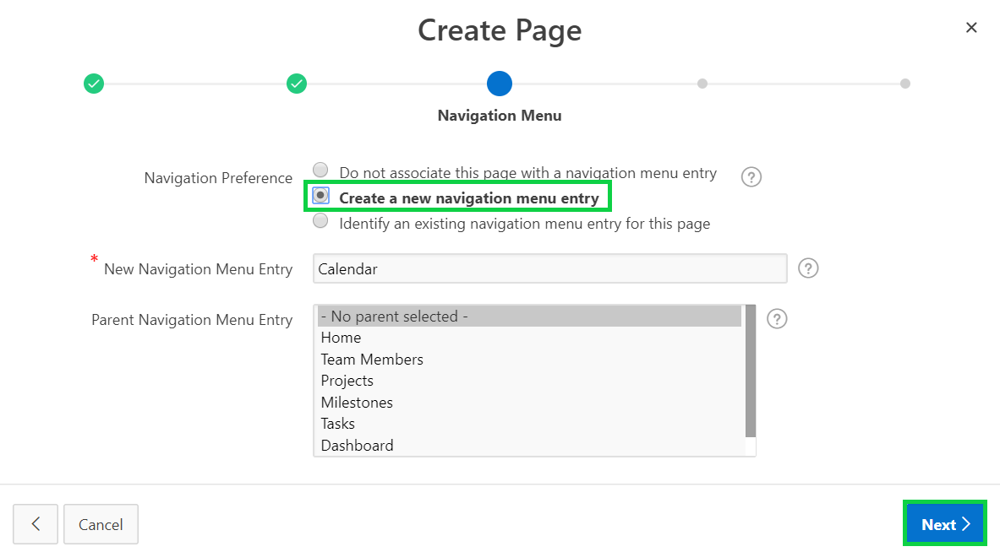 Create Page
Navigation Menu
Navigation Preference
Do not associate this page with a navigation menu entry
Create a new navigation menu entry
Identify an existing navigation menu entry for this page
* New Navigation Menu Entry
Calendar
Parent Navigation Menu Entry
- No parent selected -
Home
Team Members
Projects
Milestones
Tasks
Dashboard
Cancel
Next